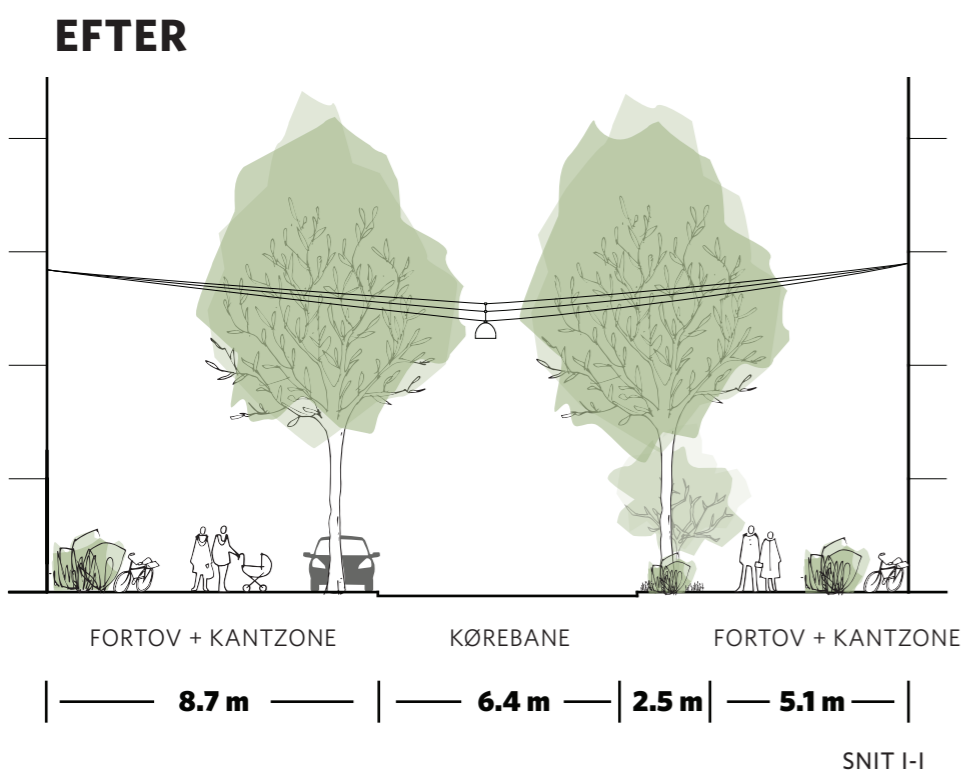 EFTER
FORTOV + KANTZONE KØREBANE FORTOV + KANTZONE
8.7 m 6.4 m 2.5 m 5.1 m
SNIT I-I